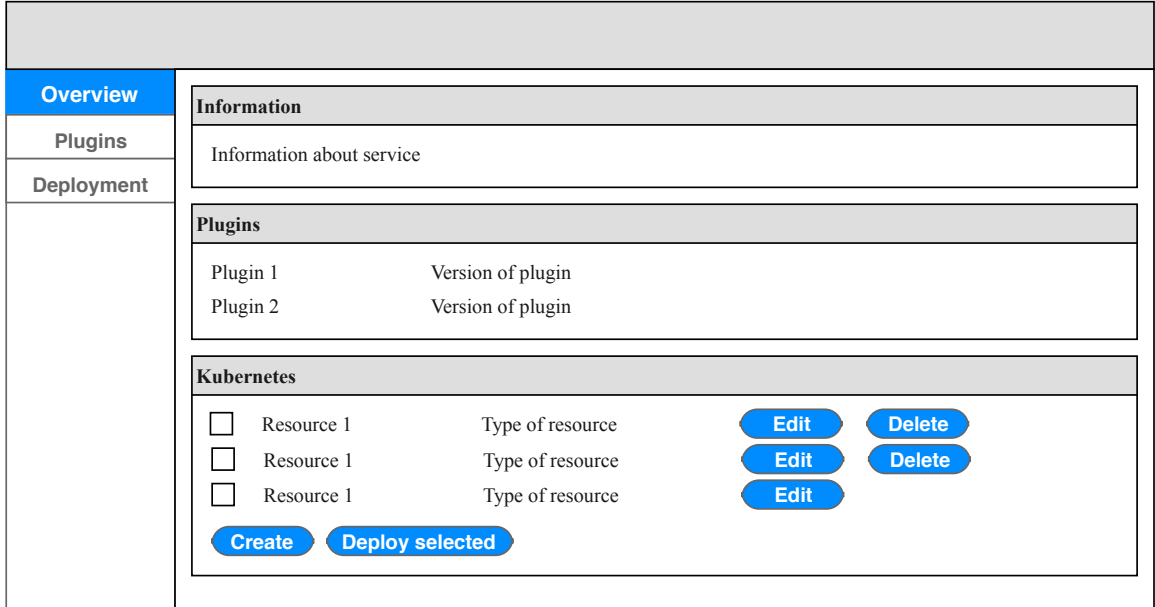 Overview
Plugins
Deployment
Information
Information about service
Plugins
Plugin 1 Version of plugin
Plugin 2 Version of plugin
Kubernetes
Resource 1 Type of resource Edit Delete
Resource 1 Type of resource Edit Delete
Resource 1 Type of resource Edit
Create Deploy selected